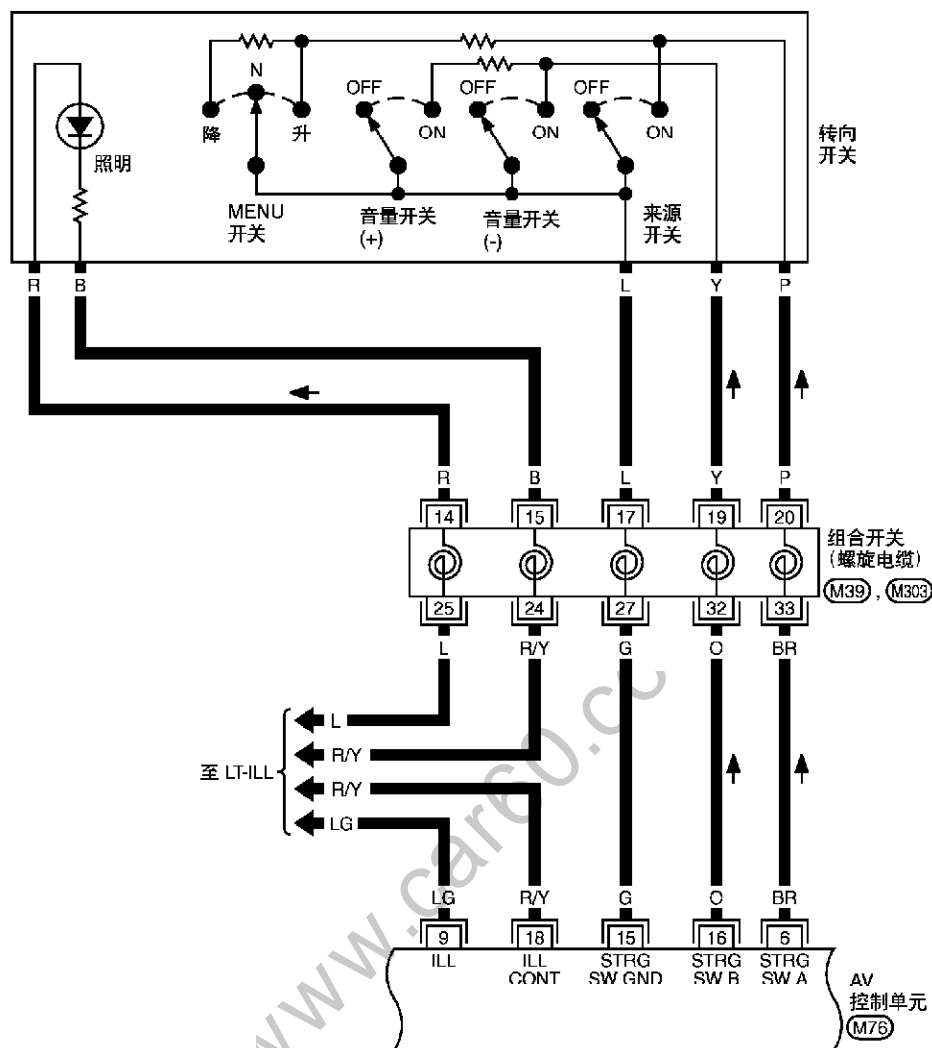 N
OFF OFF OFF
降 升 ON ON ON
照明
转向
开关
MENU
开关
音量开关
(+)
音量开关
(-)
来源
开关
R B L Y P
R B L Y P
14 15 17 19 20
组合开关
(螺旋电缆)
M39 , M303
25 24 27 32 33
L R/Y G O BR
L
R/Y
至 LT-ILL
R/Y
LG
LG R/Y G O BR
9 18 15 16 6
ILL
ILL
CONT
STRG
SW GND
STRG
SW B
STRG
SW A
AV
控制单元
M76
www.car60.cc